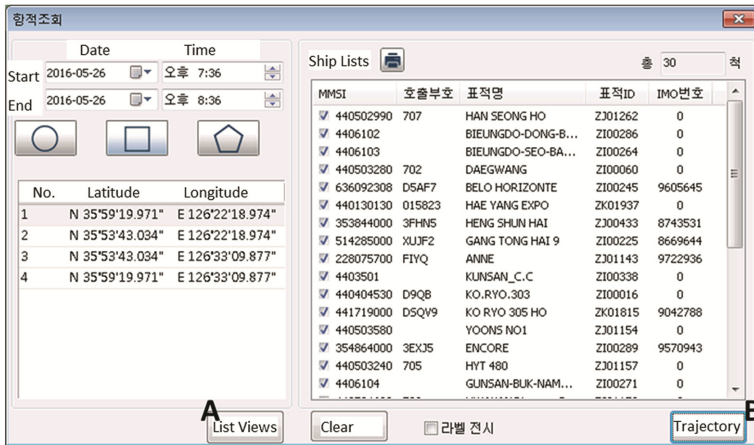 함적조회
Date Time
Start 2016-05-26 오후 7:36
End 2016-05-26 오후 8:36
No. Latitude Longitude
1 N 35°59'19.971" E 126°22'18.974"
2 N 35°53'43.034" E 126°22'18.974"
3 N 35°53'43.034" E 126°33'09.877"
4 N 35°59'19.971" E 126°33'09.877"
A
List Views
Ship Lists 총 30 척
MMSI 호출부호 표적명 표적ID IMO번호
440502990 707 HAN SEONG HO ZJ01262 0
4406102 BIEUNGDO-DONG-B... ZI00286 0
4406103 BIEUNGDO-SEO-BA... ZI00264 0
440503280 702 DAEGWANG ZI00060 0
636092308 D5AF7 BELO HORIZONTE ZI00245 9605645
440130130 015823 HAE YANG EXPO ZK01937 0
353844000 3FHN5 HENG SHUN HAI ZJ00433 8743531
514285000 XUJF2 GANG TONG HAI 9 ZI00225 8669644
228075700 FIYQ ANNE ZJ01143 9722936
4403501 KUNSAN_C.C ZI00338 0
440404530 D9QB KO.RYO.303 ZI00016 0
441719000 DSQV9 KO RYO 305 HO ZK01815 9042788
440503580 YOONS NO1 ZJ01154 0
354864000 3EXJ5 ENCORE ZI00289 9570943
440503240 705 HYT 480 ZJ01157 0
4406104 GUNSAN-BUK-NAM... ZI00271 0
Clear 라벨 전시 Trajectory
B